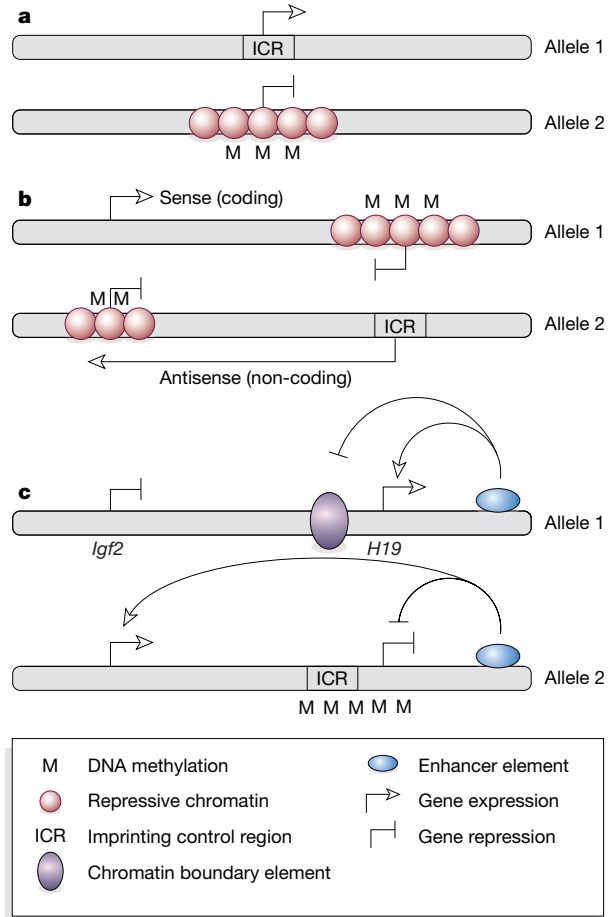 a
ICR
Allele 1
Allele 2
M M M
b
Sense (coding)
M M M
Allele 1
M M
ICR
Allele 2
Antisense (non-coding)
c
Allele 1
Igf2
H19
ICR
Allele 2
M M M M M
M DNA methylation
Repressive chromatin
ICR Imprinting control region
Chromatin boundary element
Enhancer element
Gene expression
Gene repression